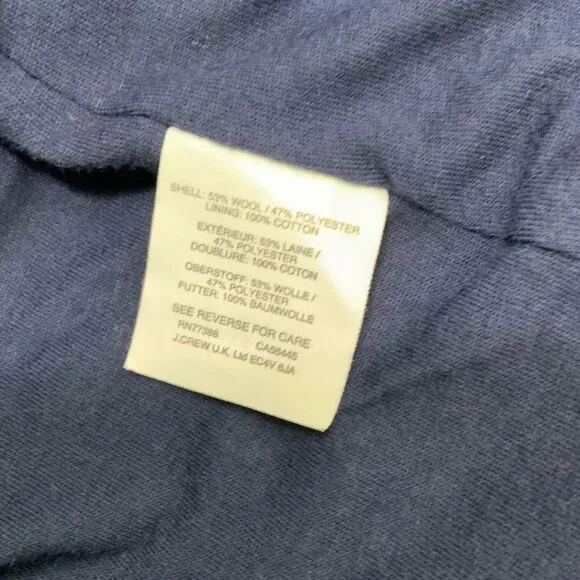 SHELL: 53% WOOL / 47% POLYESTER
LINING: 100% COTTON
EXTÉRIEUR: 53% LAINE /
47% POLYESTER
DOUBLURE: 100% COTON
OBERSTOFF: 53% WOLLE /
47% POLYESTER
FUTTER: 100% BAUMWOLLE
SEE REVERSE FOR CARE
RN77388 CA56445
J.CREW U.K. Ltd EC4V 6JA